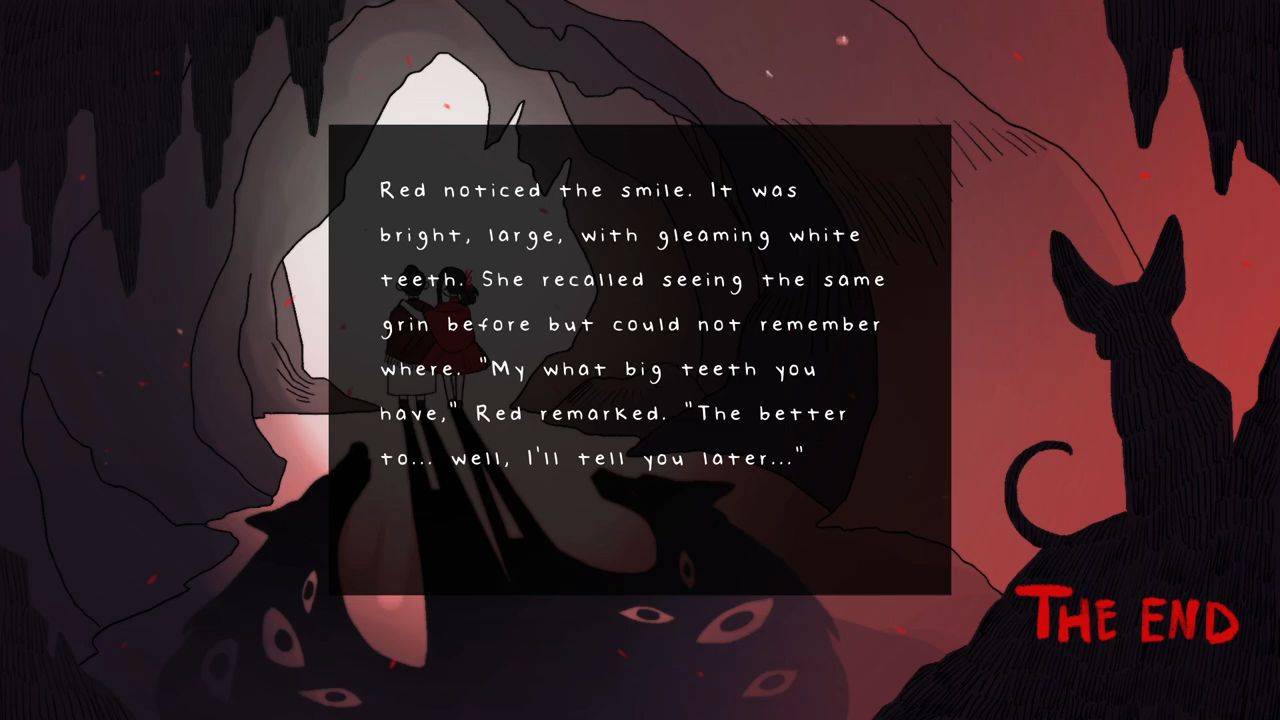 Red noticed the smile. It was
bright, large, with gleaming white
teeth. She recalled seeing the same
grin before but could not remember
where. "My what big teeth you
have," Red remarked. "The better
to... well, I'll tell you later..."
THE END